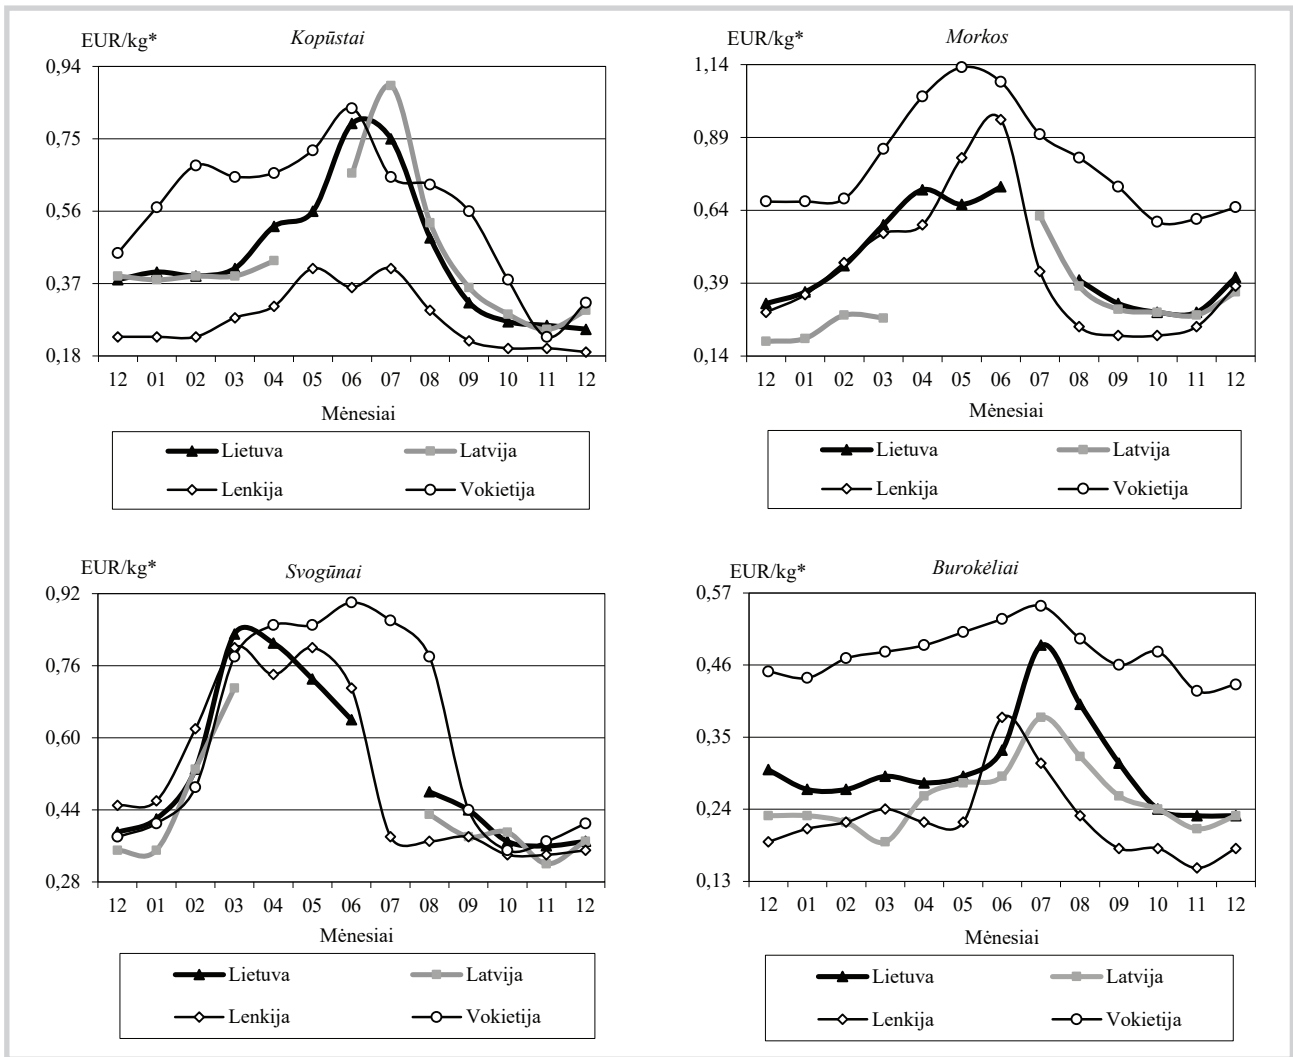 EUR/kg*
Kopūstai
0,94
0,75
0,56
0,37
0,18
12 01 02 03 04 05 06 07 08 09 10 11 12
Mėnesiai
Lietuva Latvija
Lenkija Vokietija
EUR/kg*
Morkos
1,14
0,89
0,64
0,39
0,14
12 01 02 03 04 05 06 07 08 09 10 11 12
Mėnesiai
Lietuva Latvija
Lenkija Vokietija
EUR/kg*
Svogūnai
0,92
0,76
0,60
0,44
0,28
12 01 02 03 04 05 06 07 08 09 10 11 12
Mėnesiai
Lietuva Latvija
Lenkija Vokietija
EUR/kg*
Burokėliai
0,57
0,46
0,35
0,24
0,13
12 01 02 03 04 05 06 07 08 09 10 11 12
Mėnesiai
Lietuva Latvija
Lenkija Vokietija